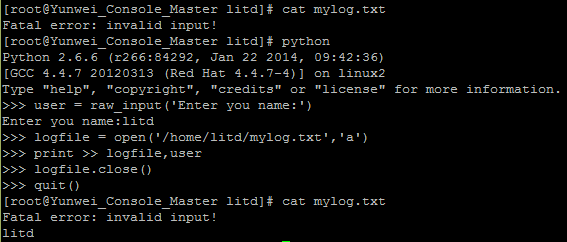 [root@Yunwei_Console_Master litd]# cat mylog.txt
Fatal error: invalid input!
[root@Yunwei_Console_Master litd]# python
Python 2.6.6 (r266:84292, Jan 22 2014, 09:42:36)
[GCC 4.4.7 20120313 (Red Hat 4.4.7-4)] on linux2
Type "help", "copyright", "credits" or "license" for more information.
>>> user = raw_input('Enter you name:')
Enter you name:litd
>>> logfile = open('/home/litd/mylog.txt','a')
>>> print >> logfile,user
>>> logfile.close()
>>> quit()
[root@Yunwei_Console_Master litd]# cat mylog.txt
Fatal error: invalid input!
litd